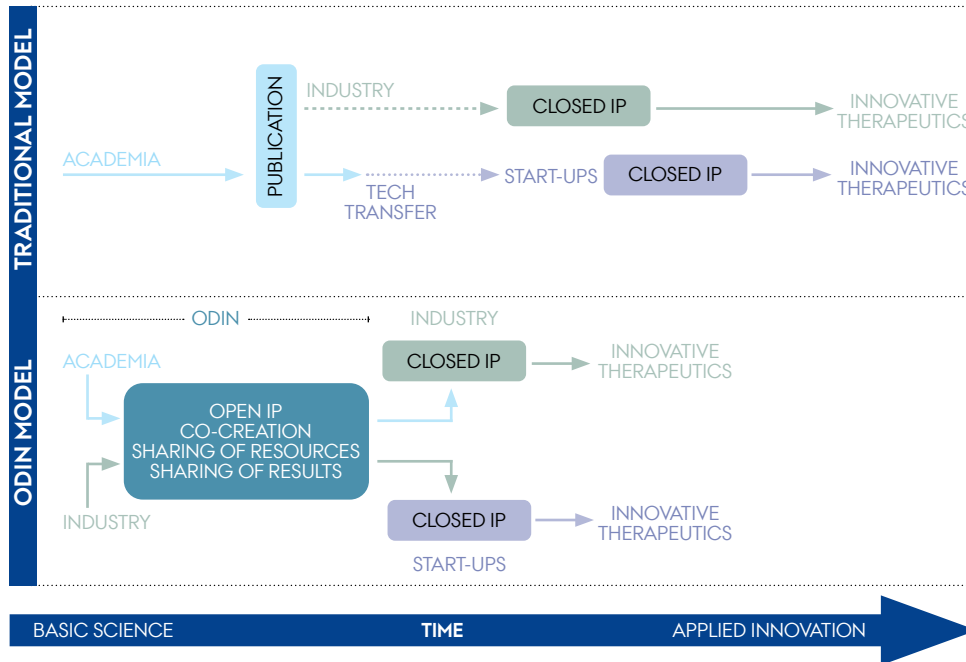 TRADITIONAL MODEL
ACADEMIA
PUBLICATION
INDUSTRY
CLOSED IP
INNOVATIVE
THERAPEUTICS
TECH
TRANSFER
START-UPS
CLOSED IP
INNOVATIVE
THERAPEUTICS
ODIN MODEL
ODIN
ACADEMIA
INDUSTRY
OPEN IP
CO-CREATION
SHARING OF RESOURCES
SHARING OF RESULTS
INDUSTRY
CLOSED IP
INNOVATIVE
THERAPEUTICS
CLOSED IP
START-UPS
INNOVATIVE
THERAPEUTICS
BASIC SCIENCE
TIME
APPLIED INNOVATION